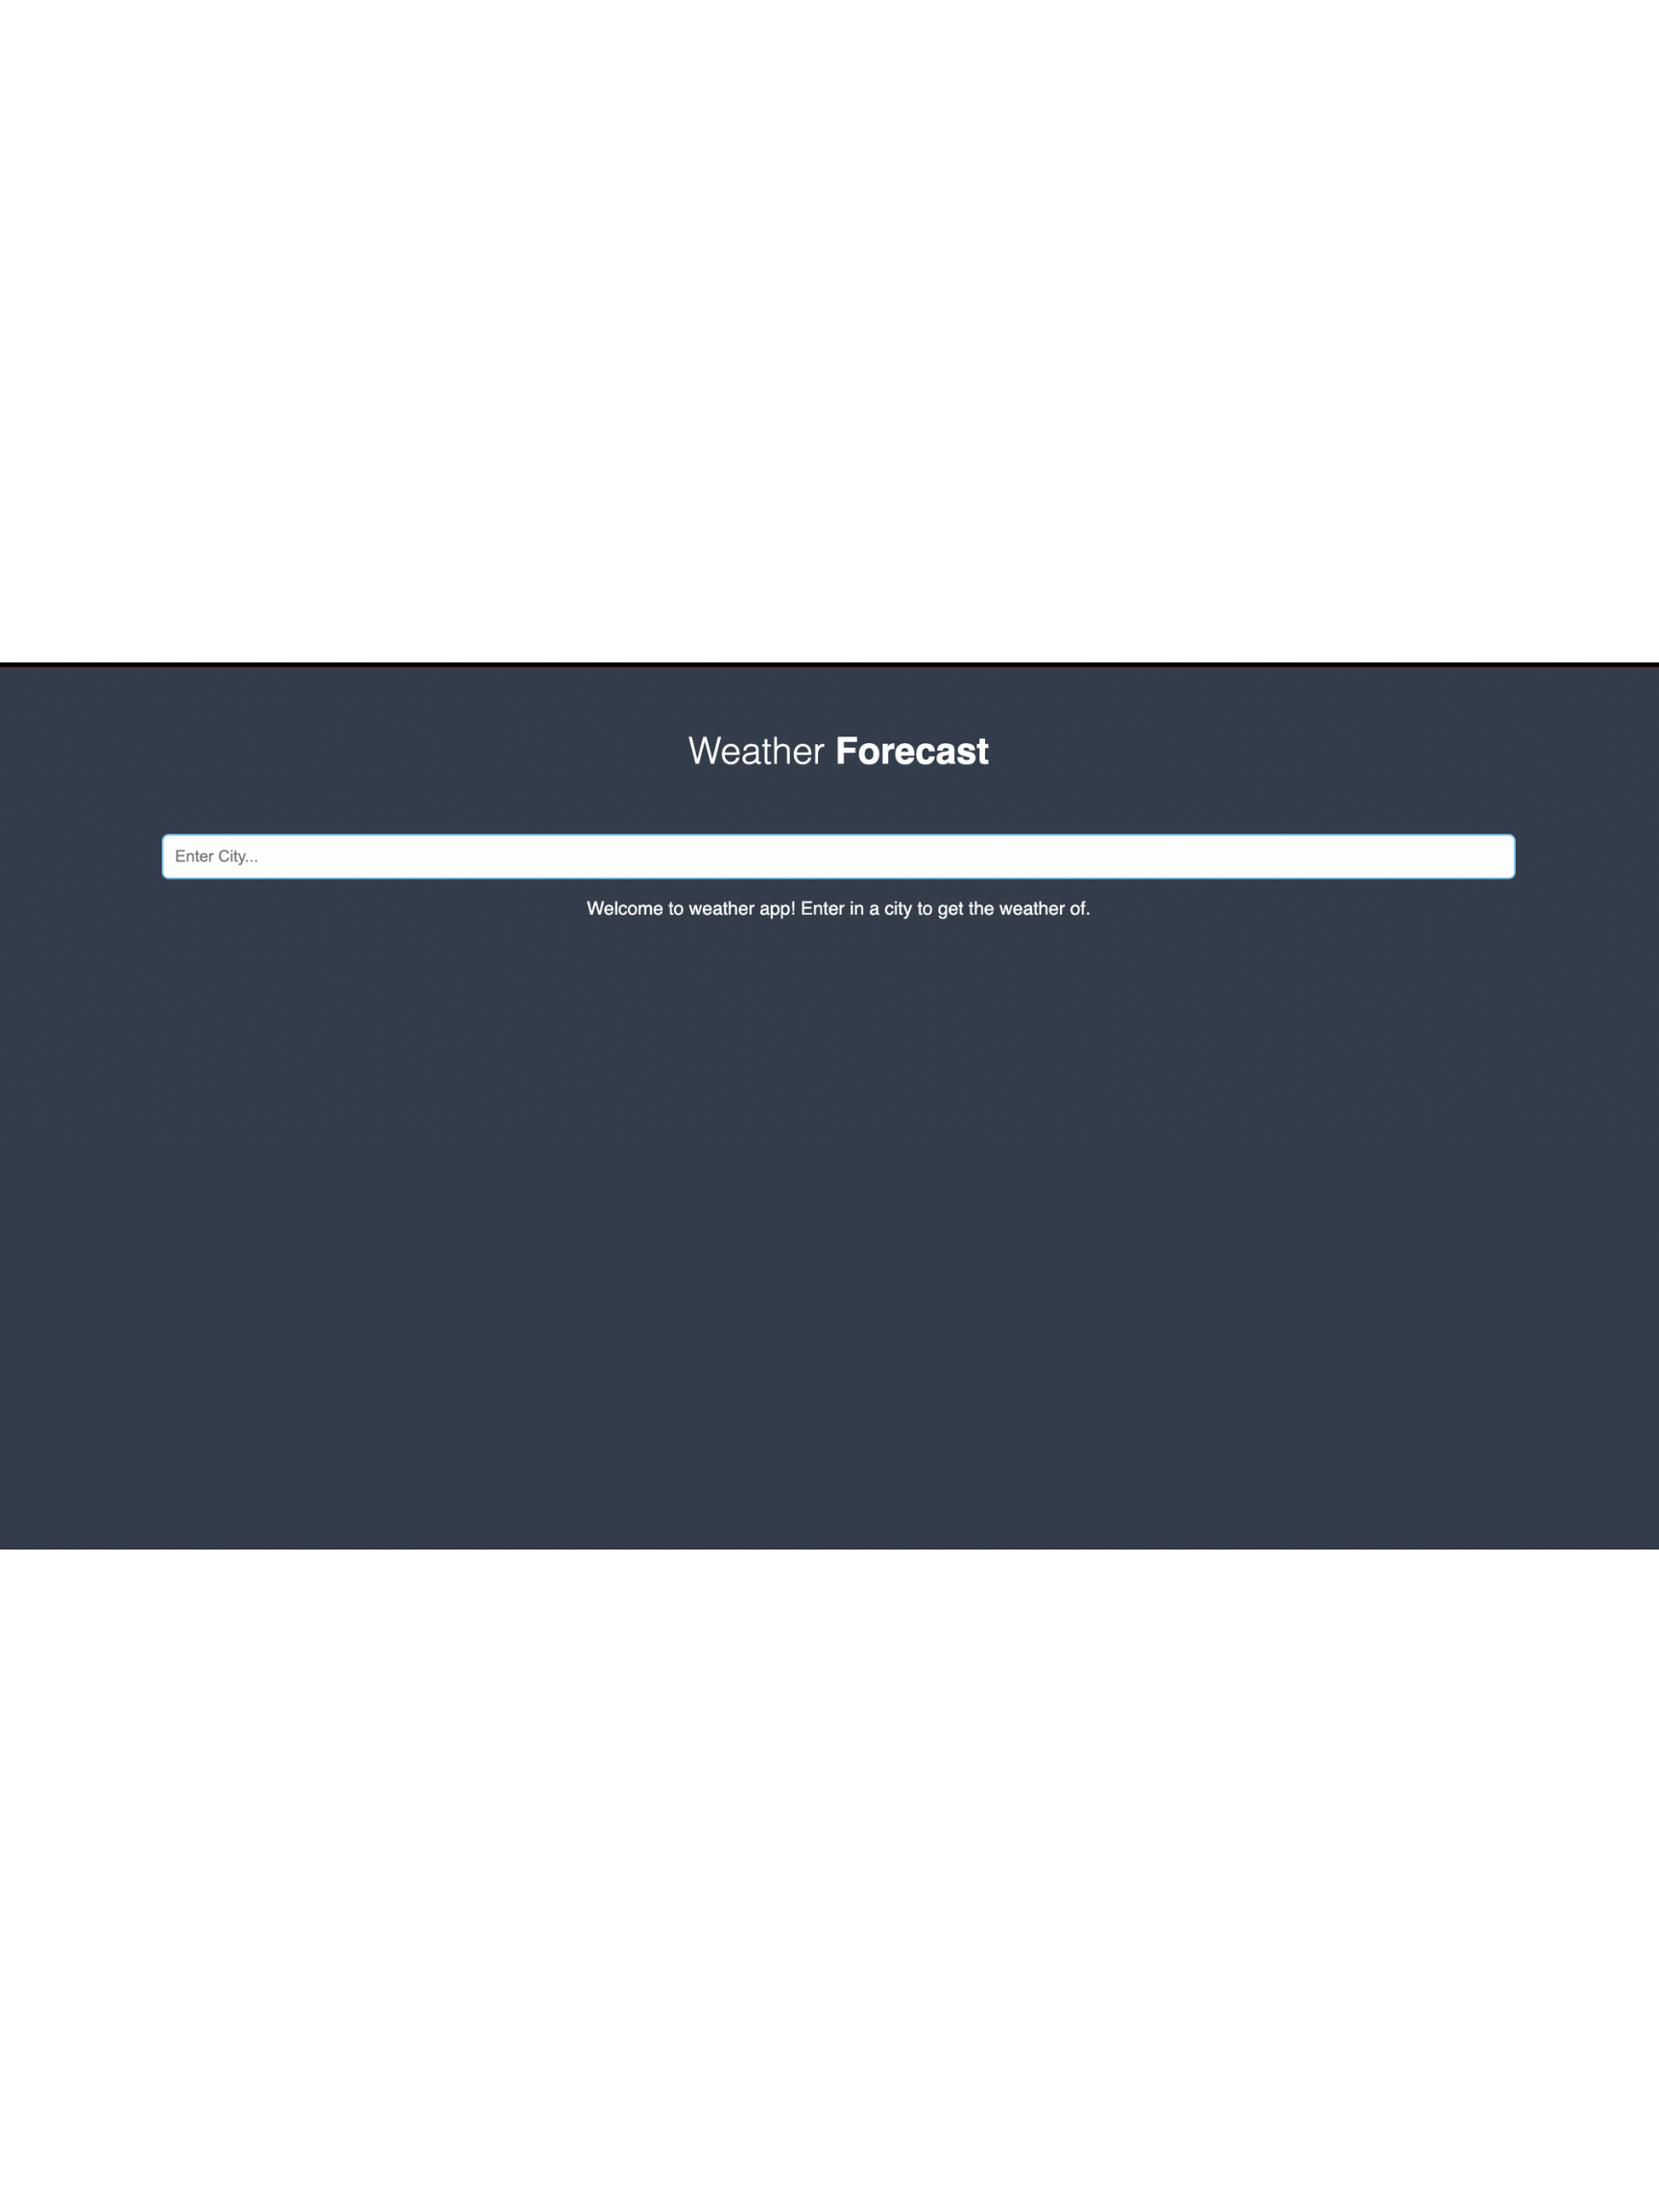 Weather Forecast
Enter City...
Welcome to weather app! Enter in a city to get the weather of.